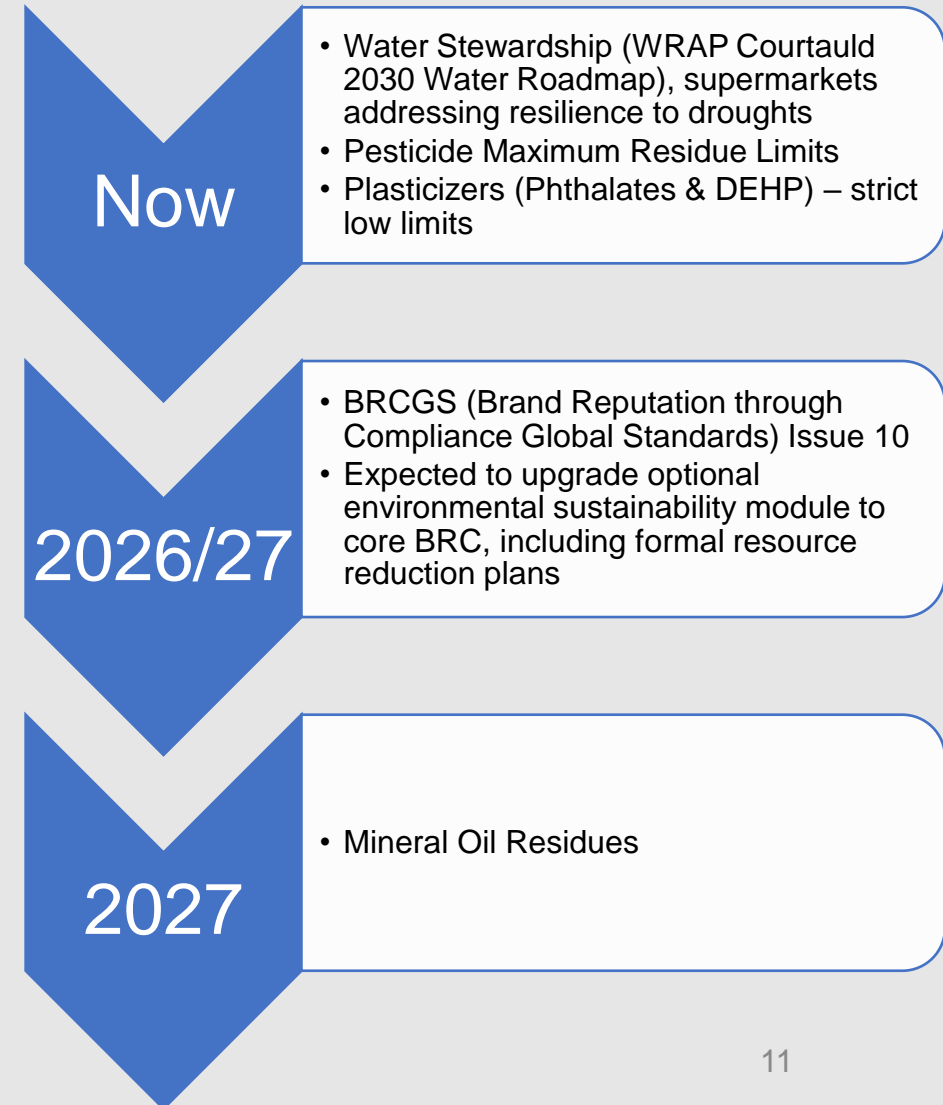 Now
• Water Stewardship (WRAP Courtauld
2030 Water Roadmap), supermarkets
addressing resilience to droughts
• Pesticide Maximum Residue Limits
• Plasticizers (Phthalates & DEHP) – strict
low limits
2026/27
• BRCGS (Brand Reputation through
Compliance Global Standards) Issue 10
• Expected to upgrade optional
environmental sustainability module to
core BRC, including formal resource
reduction plans
2027
• Mineral Oil Residues
11